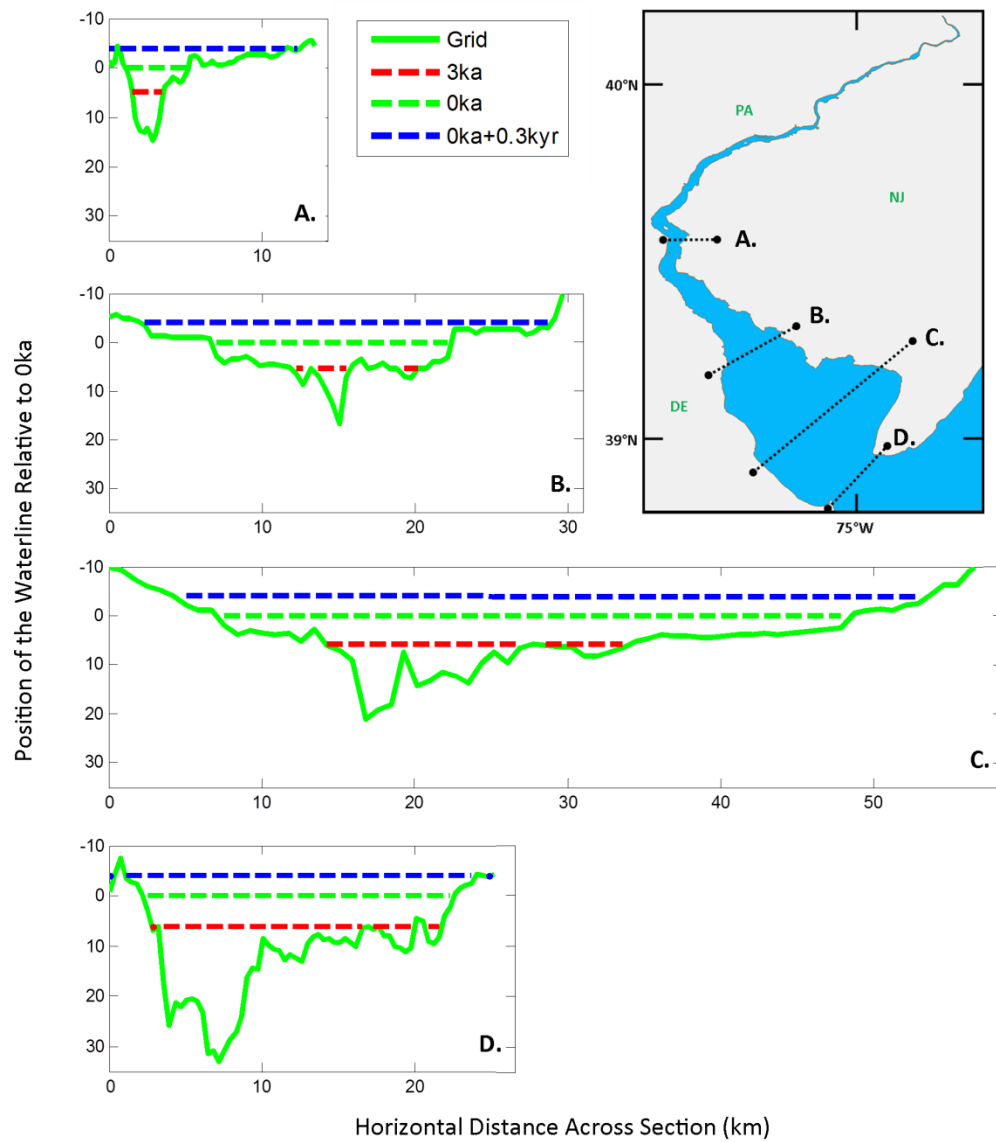 -10
0
10
20
30
A.
0
10
Grid
3ka
0ka
0ka+0.3kyr
40°N
39°N
75°W
PA
NJ
DE
A.
B.
C.
D.
-10
0
10
20
30
B.
0
10
20
30
Position of the Waterline Relative to 0ka
-10
0
10
20
30
C.
0
10
20
30
40
50
-10
0
10
20
30
D.
0
10
20
Horizontal Distance Across Section (km)